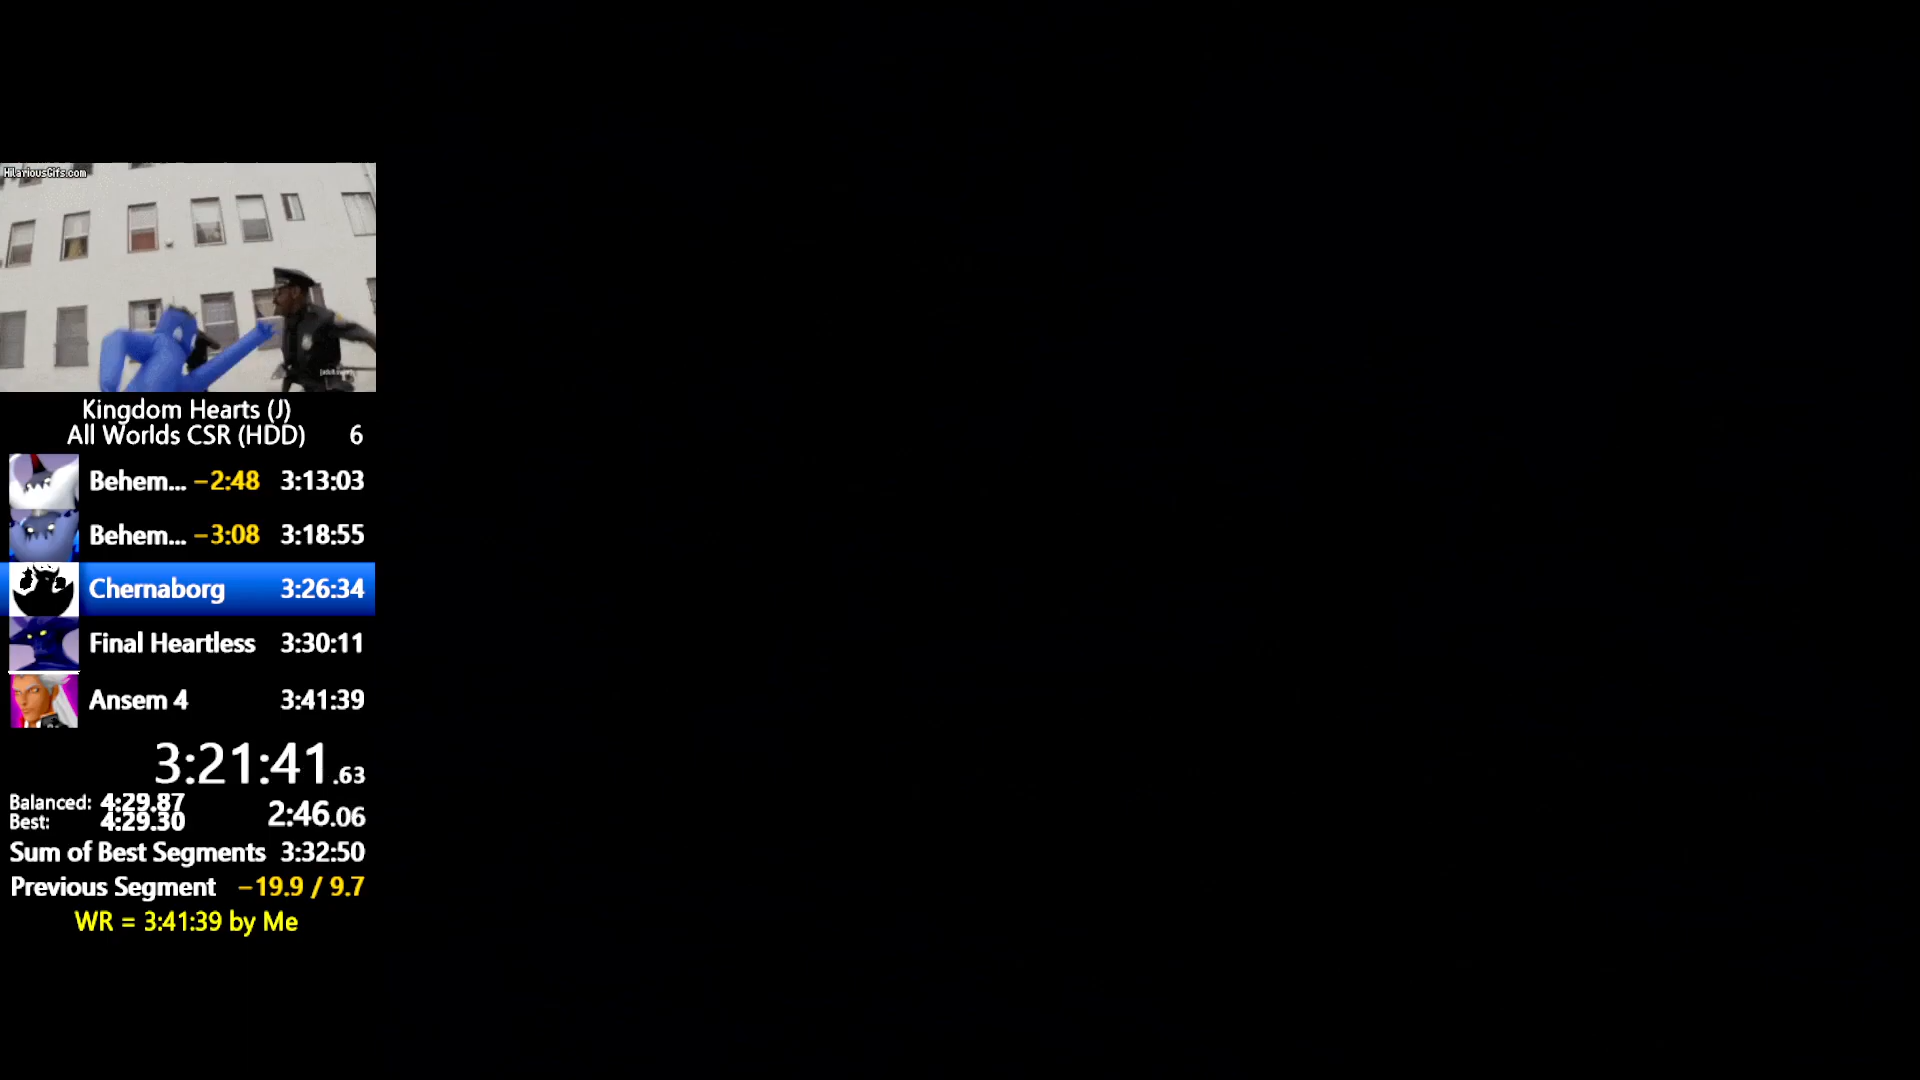 HilariousGifs.com
Kingdom Hearts (J)
All Worlds CSR (HDD) 6
Behem... −2:48 3:13:03
Behem... −3:08 3:18:55
Chernaborg 3:26:34
Final Heartless 3:30:11
Ansem 4 3:41:39
3:21:41.63
Balanced: 4:29.87
Best: 4:29.30 2:46.06
Sum of Best Segments 3:32:50
Previous Segment −19.9 / 9.7
WR = 3:41:39 by Me